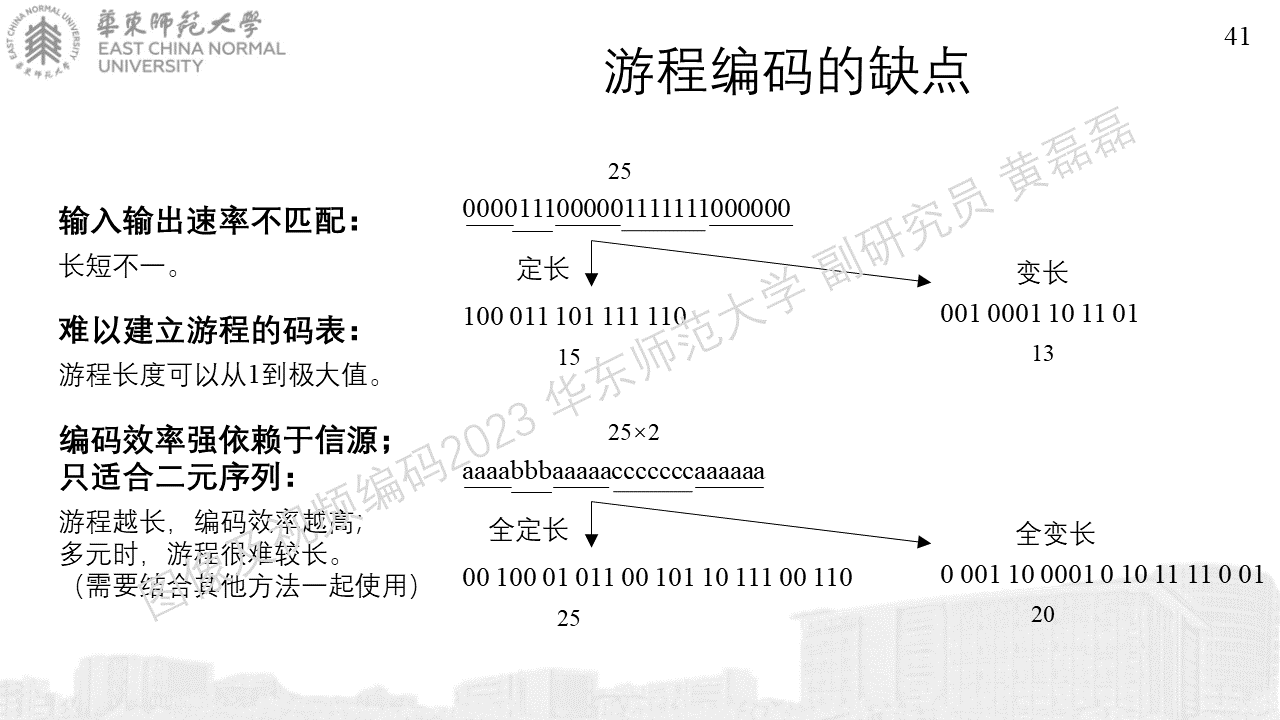 華東師範大學
EAST CHINA NORMAL
UNIVERSITY
41
游程编码的缺点
输入输出速率不匹配：
长短不一。
难以建立游程的码表：
游程长度可以从1到极大值。
编码效率强依赖于信源；
只适合二元序列：
游程越长，编码效率越高；
多元时，游程很难较长。
（需要结合其他方法一起使用）
25
0000111000001111111000000
定长
100 011 101 111 110
15
变长
001 0001 10 11 01
13
25×2
aaaabbbaaaaacccccccaaaaaa
全定长
00 100 01 011 00 101 10 111 00 110
25
全变长
0 001 10 0001 0 10 11 11 0 01
20
图像及视频编码2023 华东师范大学 副研究员 黄磊磊